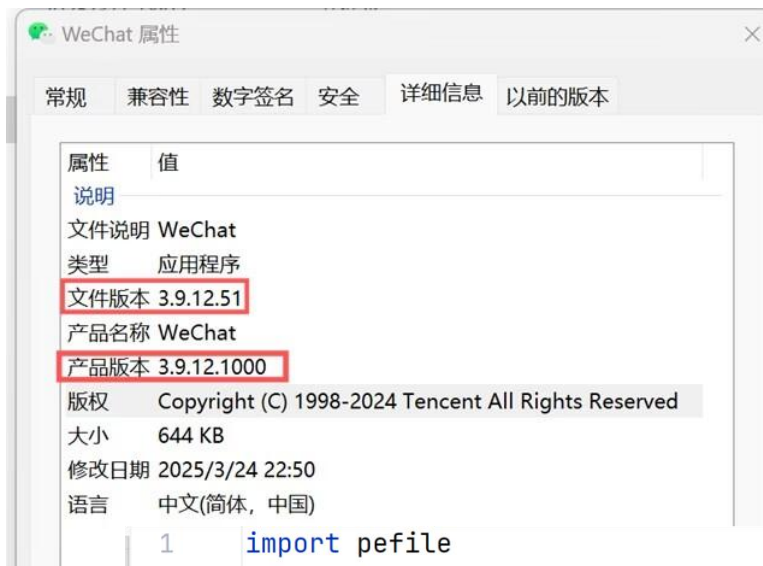 WeChat 属性
常规 兼容性 数字签名 安全 详细信息 以前的版本
属性 值
说明
文件说明 WeChat
类型 应用程序
文件版本 3.9.12.51
产品名称 WeChat
产品版本 3.9.12.1000
版权 Copyright (C) 1998-2024 Tencent All Rights Reserved
大小 644 KB
修改日期 2025/3/24 22:50
语言 中文(简体，中国)
1 import pefile